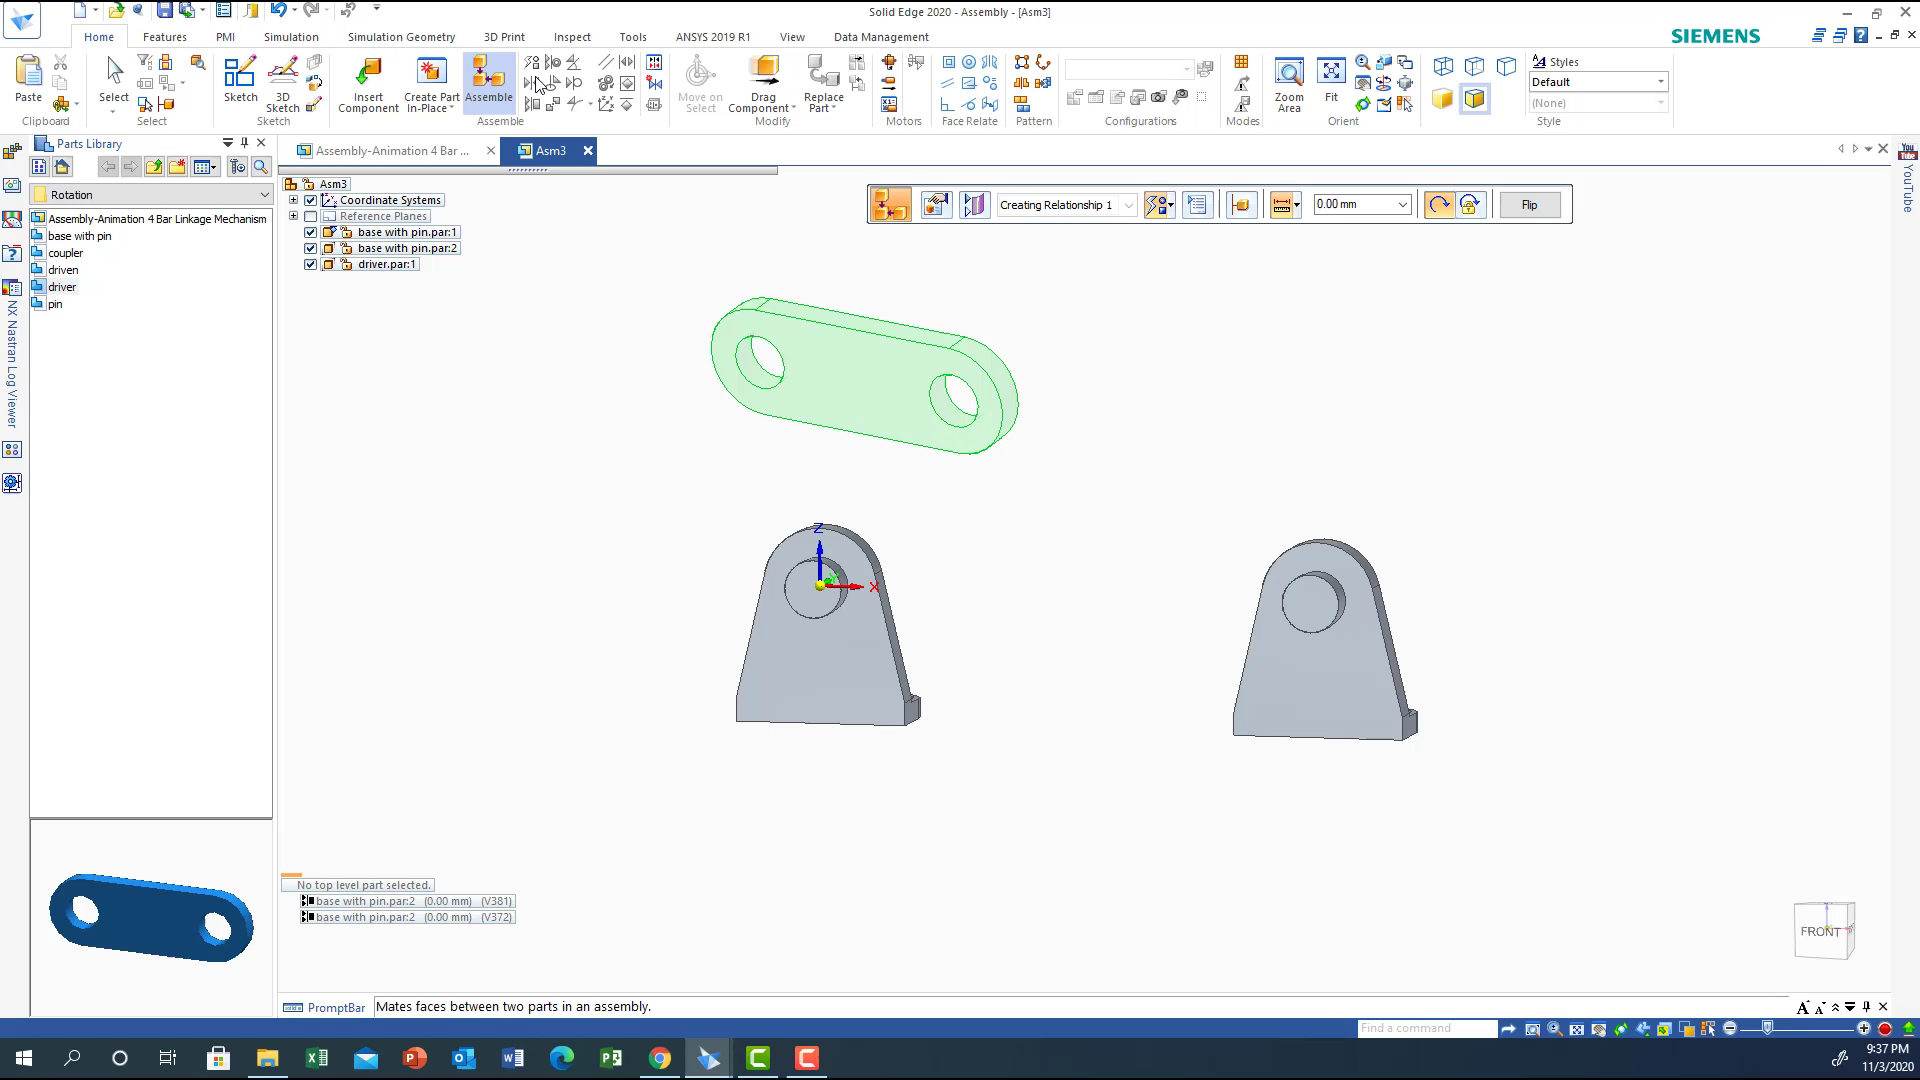 Solid Edge 2020 - Assembly - [Asm3]
Home
Features
PMI
Simulation
Simulation Geometry
3D Print
Inspect
Tools
ANSYS 2019 R1
View
Data Management
SIEMENS
Paste
Clipboard
Select
Select
Sketch
3D Sketch
Sketch
Insert Component
Create Part In-Place
Assemble
Assemble
Move on Select
Drag Component
Replace Part
Modify
Motors
Face Relate
Pattern
Configurations
Modes
Zoom Area
Fit
Orient
Styles
Default
(None)
Style
Parts Library
Rotation
Assembly-Animation 4 Bar Linkage Mechanism
base with pin
coupler
driven
driver
pin
NX Nastran Log Viewer
Assembly-Animation 4 Bar ...
Asm3
Asm3
Coordinate Systems
Reference Planes
base with pin.par:1
base with pin.par:2
driver.par:1
Creating Relationship 1
0.00 mm
Flip
You Tube
YouTube
Z
X
No top level part selected.
base with pin.par:2 (0.00 mm) (V381)
base with pin.par:2 (0.00 mm) (V372)
FRONT
PromptBar
Mates faces between two parts in an assembly.
Find a command
9:37 PM
11/3/2020